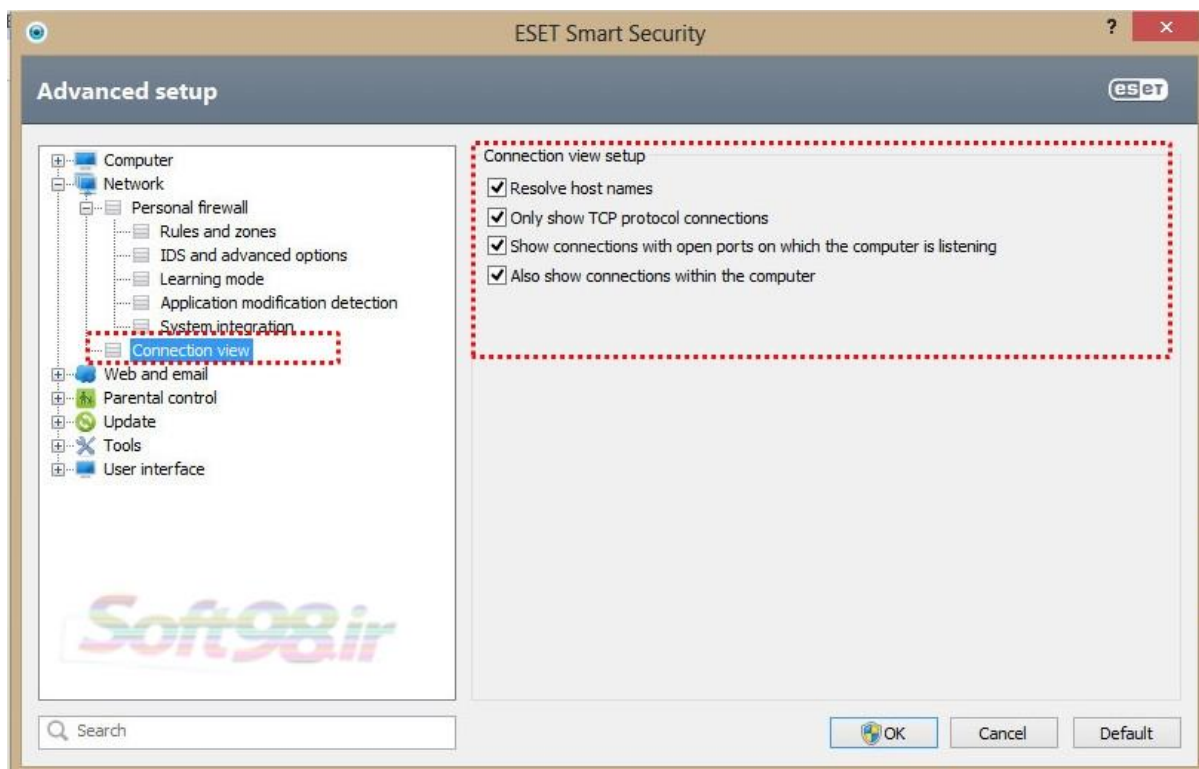 ESET Smart Security
?
×
Advanced setup
eset
Computer
Network
Personal firewall
Rules and zones
IDS and advanced options
Learning mode
Application modification detection
System integration
Connection view
Web and email
Parental control
Update
Tools
User interface
Connection view setup
Resolve host names
Only show TCP protocol connections
Show connections with open ports on which the computer is listening
Also show connections within the computer
Soft98.ir
Search
OK
Cancel
Default